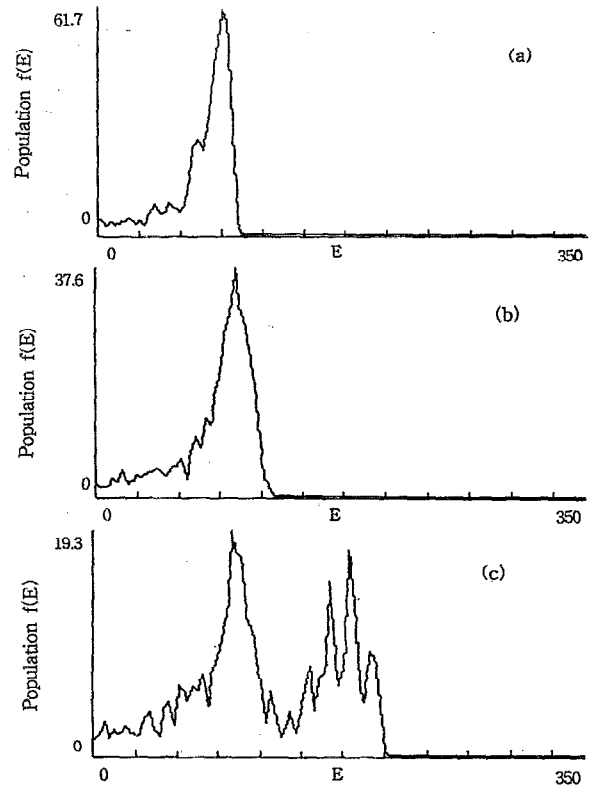 61.7
(a)
Population f(E)
0
0 E 350
37.6
(b)
Population f(E)
0
0 E 350
19.3
(c)
Population f(E)
0
0 E 350